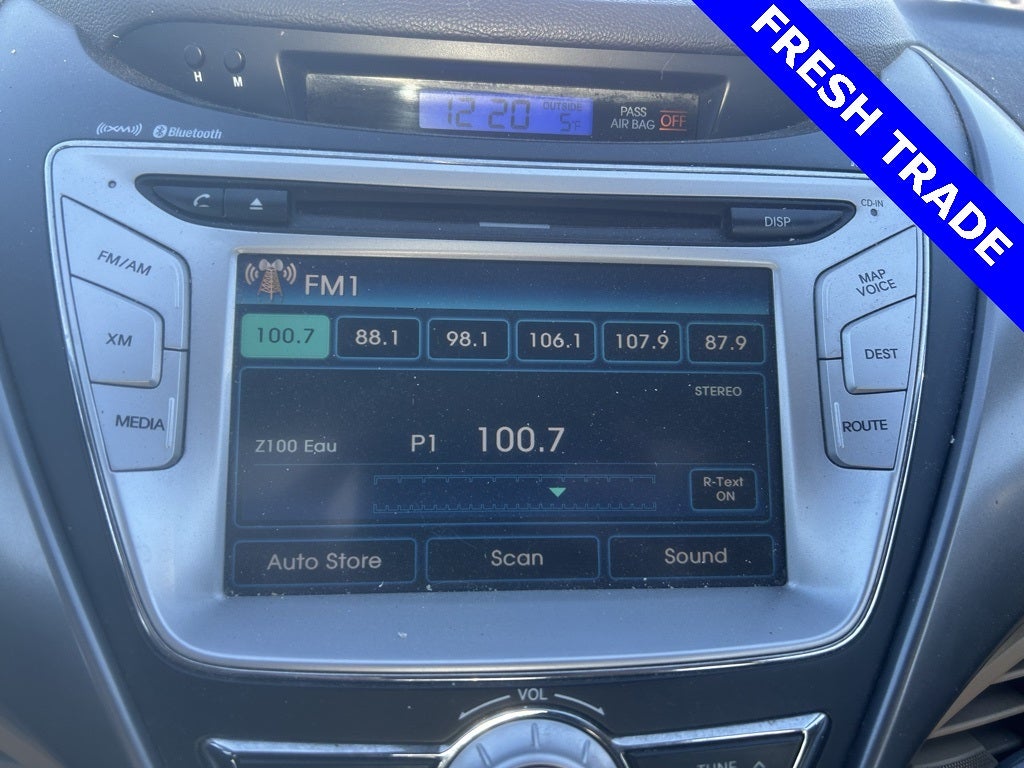 FRESH TRADE
H
M
12:20
OUTSIDE
5°F
PASS
AIR BAG OFF
((XM)) Bluetooth
CD-IN
DISP
FM/AM
XM
MEDIA
MAP
VOICE
DEST
ROUTE
FM1
100.7 88.1 98.1 106.1 107.9 87.9
STEREO
Z100 Eau P1 100.7
R-Text
ON
Auto Store Scan Sound
VOL
TUNE